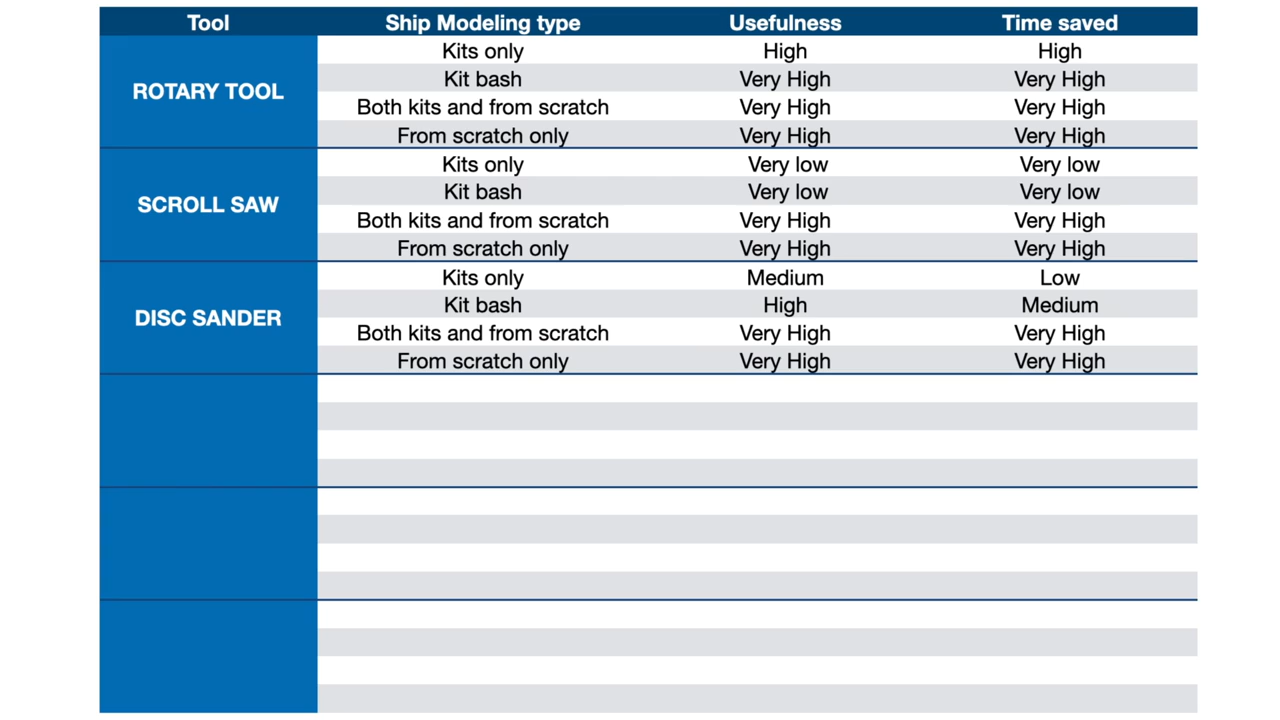 Tool Ship Modeling type Usefulness Time saved
ROTARY TOOL
Kits only High High
Kit bash Very High Very High
Both kits and from scratch Very High Very High
From scratch only Very High Very High
SCROLL SAW
Kits only Very low Very low
Kit bash Very low Very low
Both kits and from scratch Very High Very High
From scratch only Very High Very High
DISC SANDER
Kits only Medium Low
Kit bash High Medium
Both kits and from scratch Very High Very High
From scratch only Very High Very High